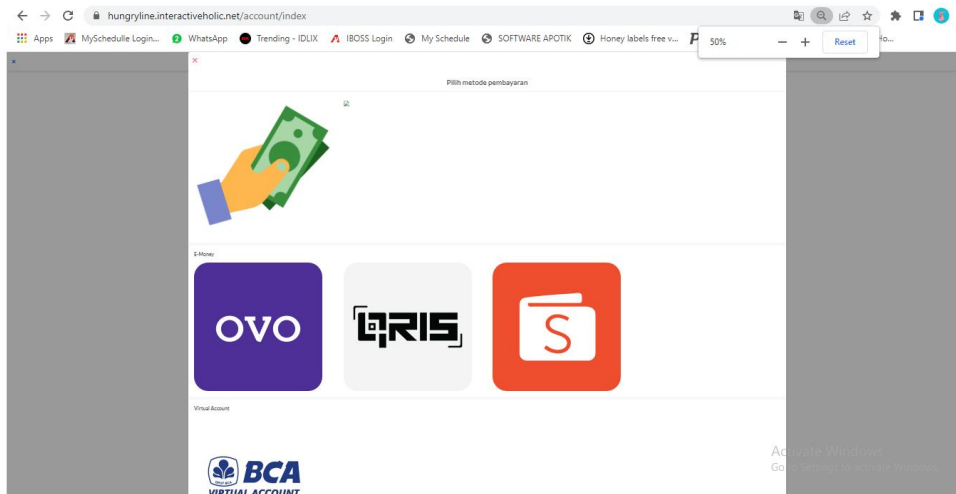 hungryline.interactiveholic.net/account/index
Apps MySchedulle Login... WhatsApp Trending - IDLIX IBOSS Login My Schedule SOFTWARE APOTIK Honey labels free v... P
50% Reset
Pilih metode pembayaran
E-Money
OVO QRIS S
Virtual Account
BCA
VIRTUAL ACCOUNT
Activate Windows
Go to Settings to activate Windows.